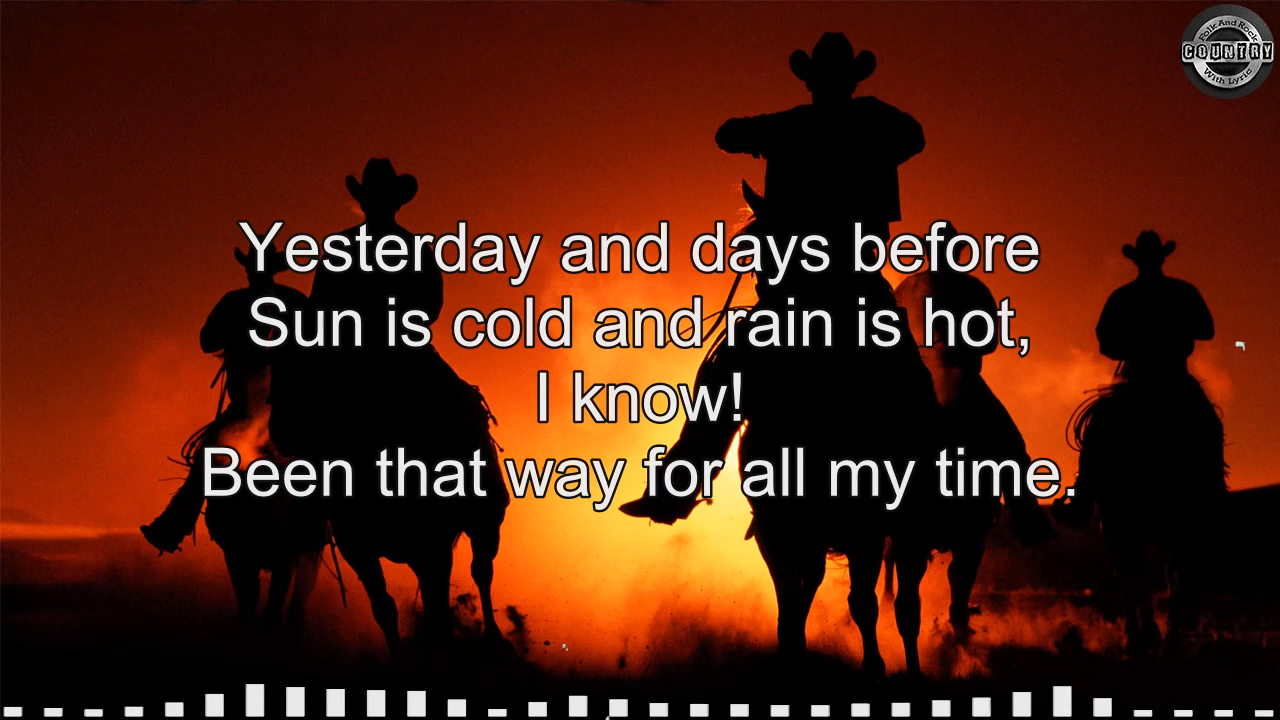 Folk And Rock
COUNTRY
With Lyric
Yesterday and days before
Sun is cold and rain is hot,
I know!
Been that way for all my time.